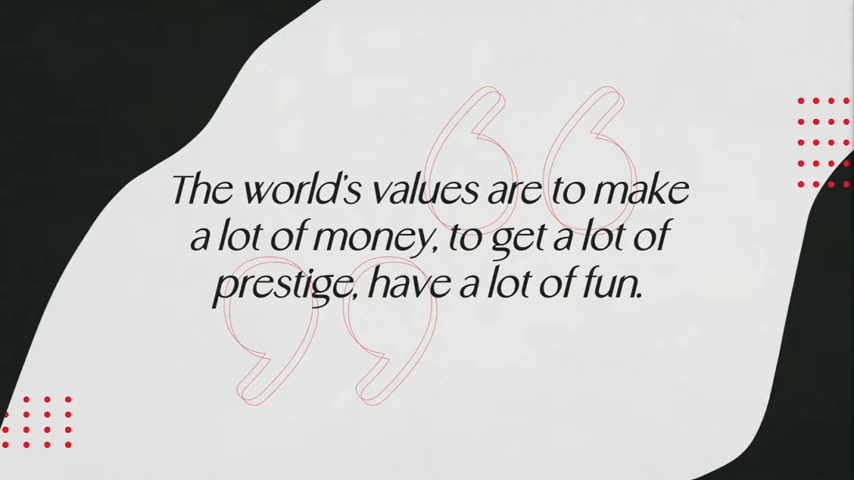 The world's values are to make
a lot of money, to get a lot of
prestige, have a lot of fun.